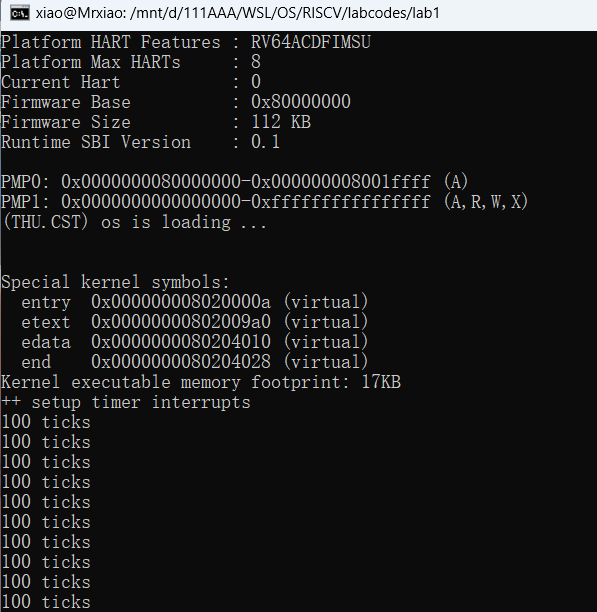 xiao@Mrxiao: /mnt/d/111AAA/WSL/OS/RISCV/labcodes/lab1
Platform HART Features : RV64ACDFIMSU
Platform Max HARTs     : 8
Current Hart           : 0
Firmware Base          : 0x80000000
Firmware Size          : 112 KB
Runtime SBI Version    : 0.1
PMP0: 0x0000000080000000-0x000000008001ffff (A)
PMP1: 0x0000000000000000-0xffffffffffffffff (A,R,W,X)
(THU.CST) os is loading ...
Special kernel symbols:
  entry  0x000000008020000a (virtual)
  etext  0x00000000802009a0 (virtual)
  edata  0x0000000080204010 (virtual)
  end    0x0000000080204028 (virtual)
Kernel executable memory footprint: 17KB
++ setup timer interrupts
100 ticks
100 ticks
100 ticks
100 ticks
100 ticks
100 ticks
100 ticks
100 ticks
100 ticks
100 ticks